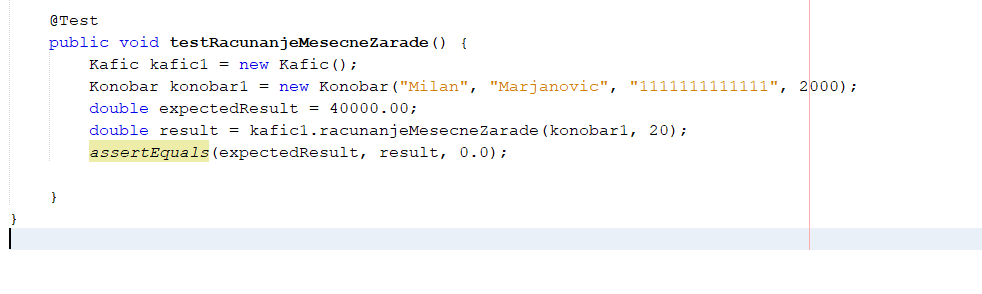 @Test
public void testRacunanjeMesecneZarade() {
Kafic kafic1 = new Kafic();
Konobar konobar1 = new Konobar("Milan", "Marjanovic", "1111111111111", 2000);
double expectedResult = 40000.00;
double result = kafic1.racunanjeMesecneZarade(konobar1, 20);
assertEquals(expectedResult, result, 0.0);
}
}